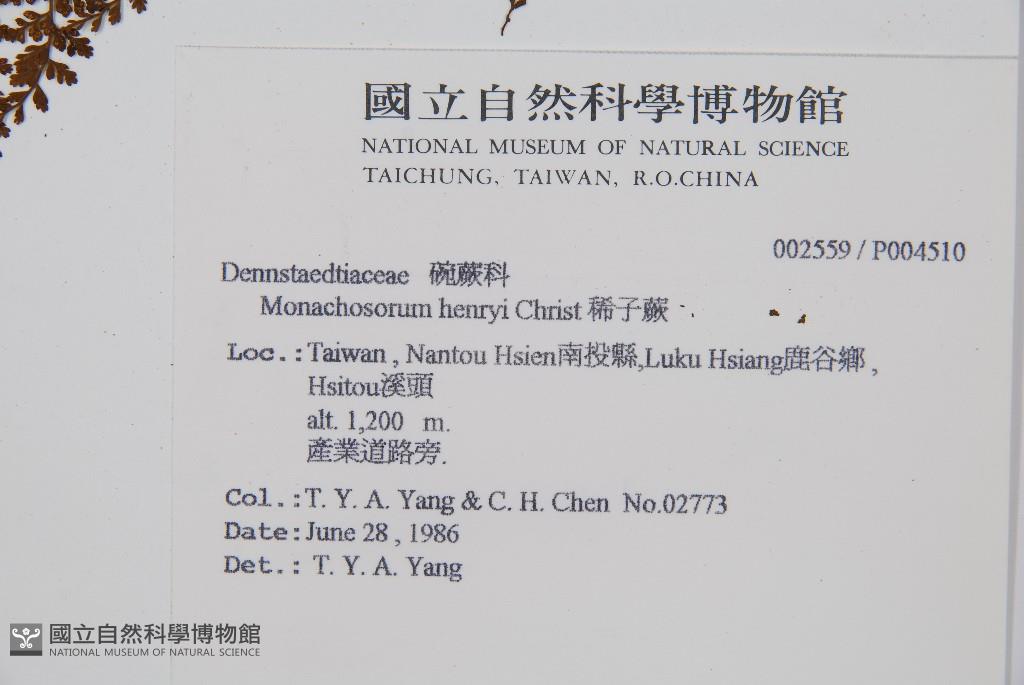 國立自然科學博物館
NATIONAL MUSEUM OF NATURAL SCIENCE
TAICHUNG, TAIWAN, R.O.CHINA
002559 / P004510
Dennstaedtiaceae 碗蕨科
Monachosorum henryi Christ 稀子蕨
Loc.:Taiwan , Nantou Hsien南投縣,Luku Hsiang鹿谷鄉 ,
Hsitou溪頭
alt. 1,200 m.
產業道路旁.
Col.:T. Y. A. Yang & C. H. Chen No.02773
Date:June 28 , 1986
Det.: T. Y. A. Yang
國立自然科學博物館
NATIONAL MUSEUM OF NATURAL SCIENCE